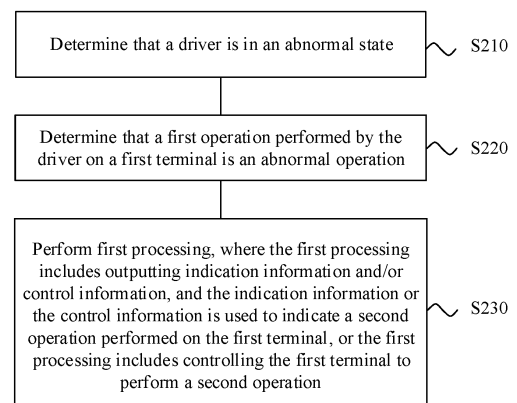 Determine that a driver is in an abnormal state
S210
Determine that a first operation performed by the
driver on a first terminal is an abnormal operation
S220
Perform first processing, where the first processing
includes outputting indication information and/or
control information, and the indication information or
the control information is used to indicate a second
operation performed on the first terminal, or the first
processing includes controlling the first terminal to
perform a second operation
S230